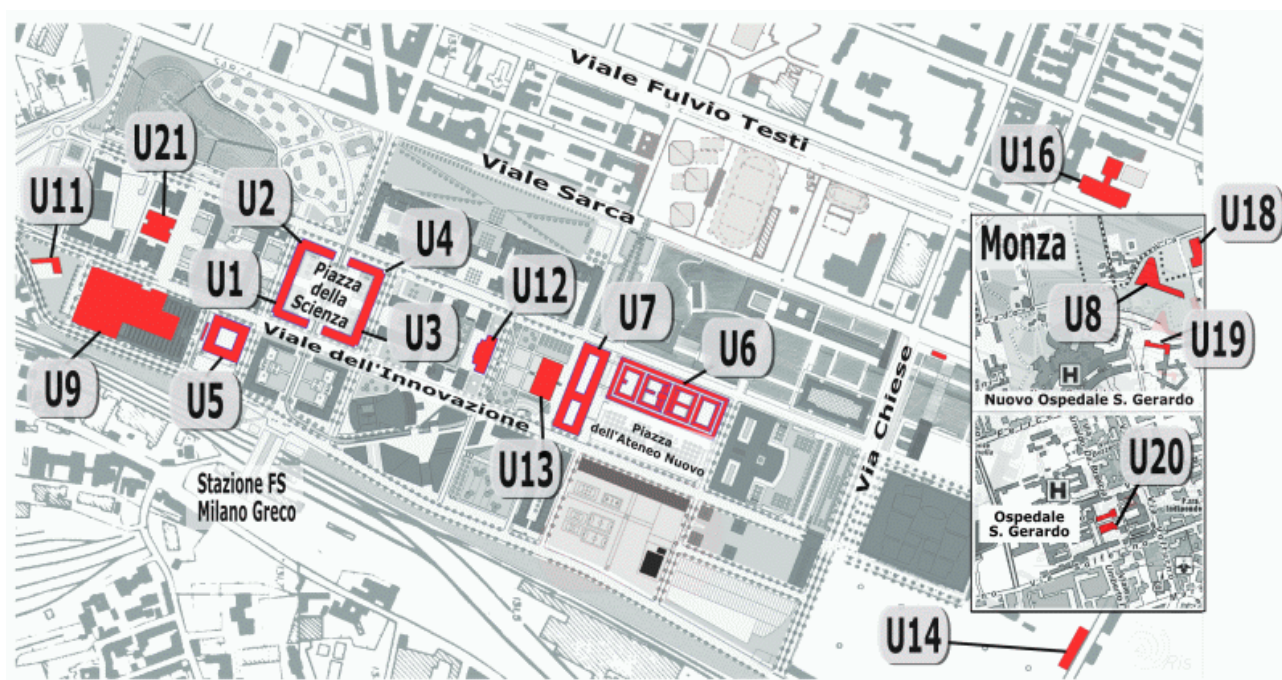 Viale Fulvio Testi
U21
U16
U11
U2
Viale Sarca
U18
U4
Monza
Piazza
della
Scienza
U1
U12
U7
U8
U3
U6
U19
Viale dell'Innovazione
H
U9
U5
Nuovo Ospedale S. Gerardo
Via Chiese
Piazza
dell'Ateneo Nuovo
U13
U20
Stazione FS
Milano Greco
H
Ospedale
S. Gerardo
U14
Ris